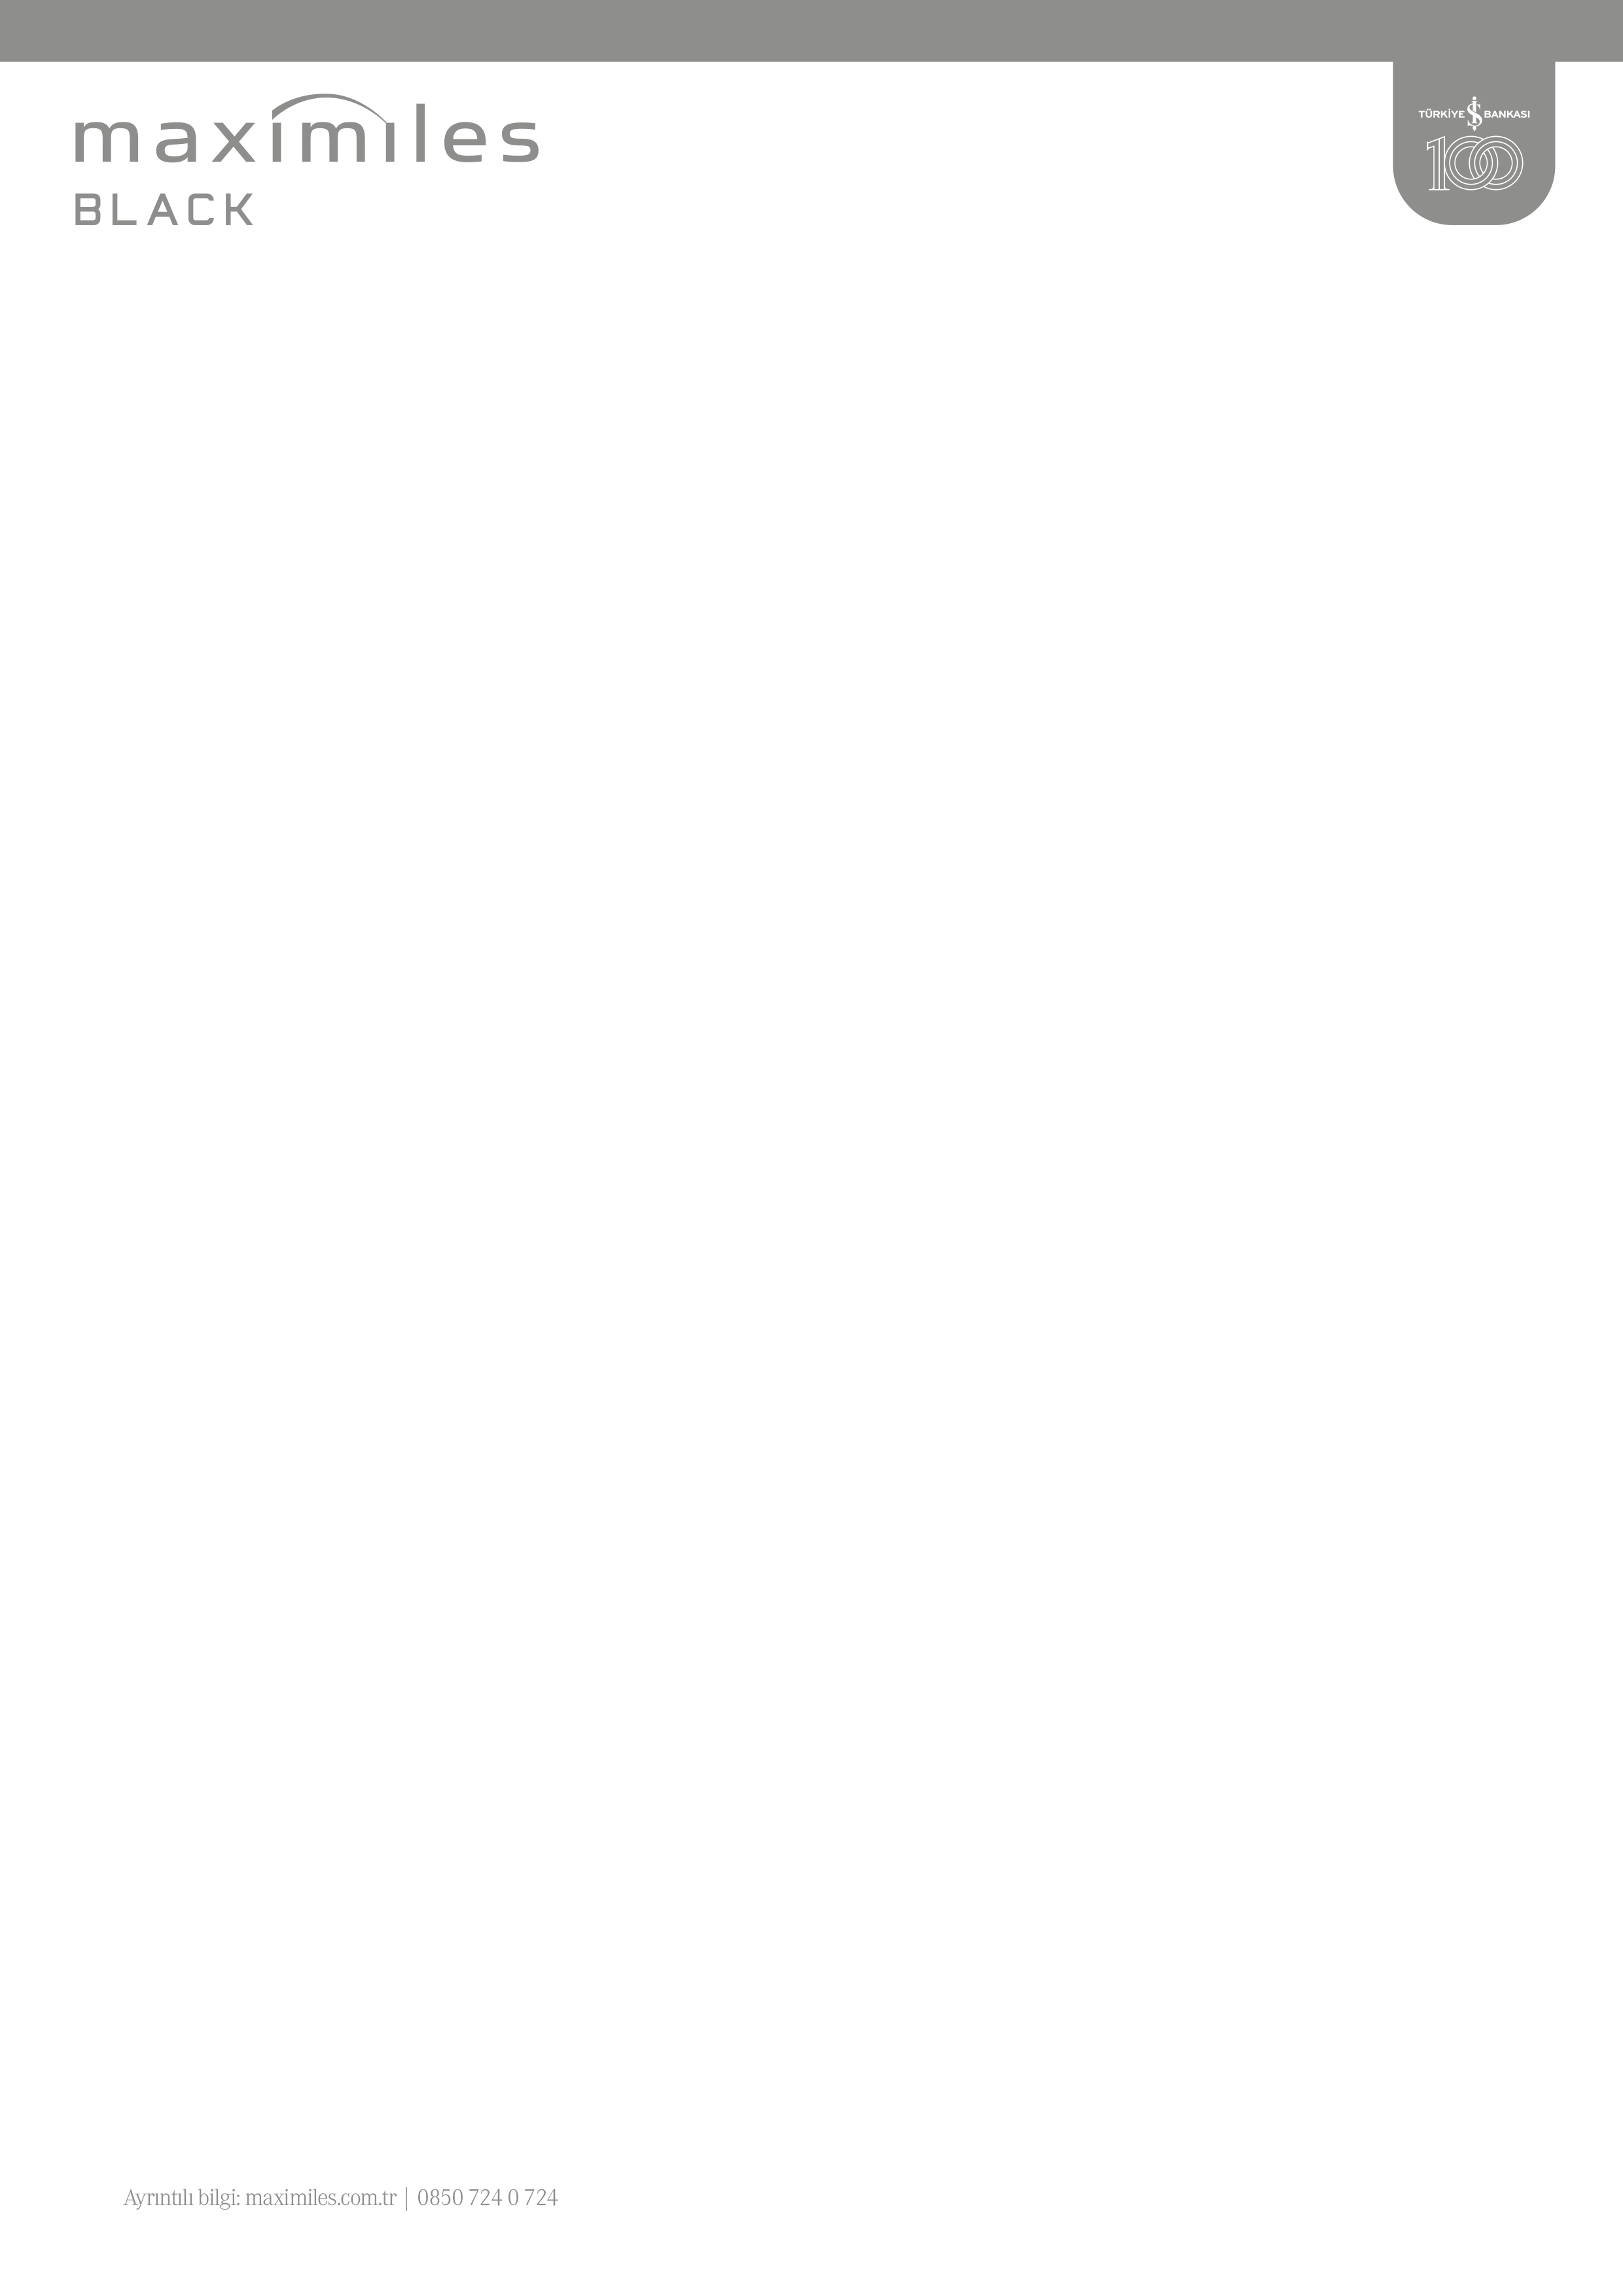 maximiles
BLACK
TÜRKİYE İŞ BANKASI
100
Ayrıntılı bilgi: maximiles.com.tr | 0850 724 0 724